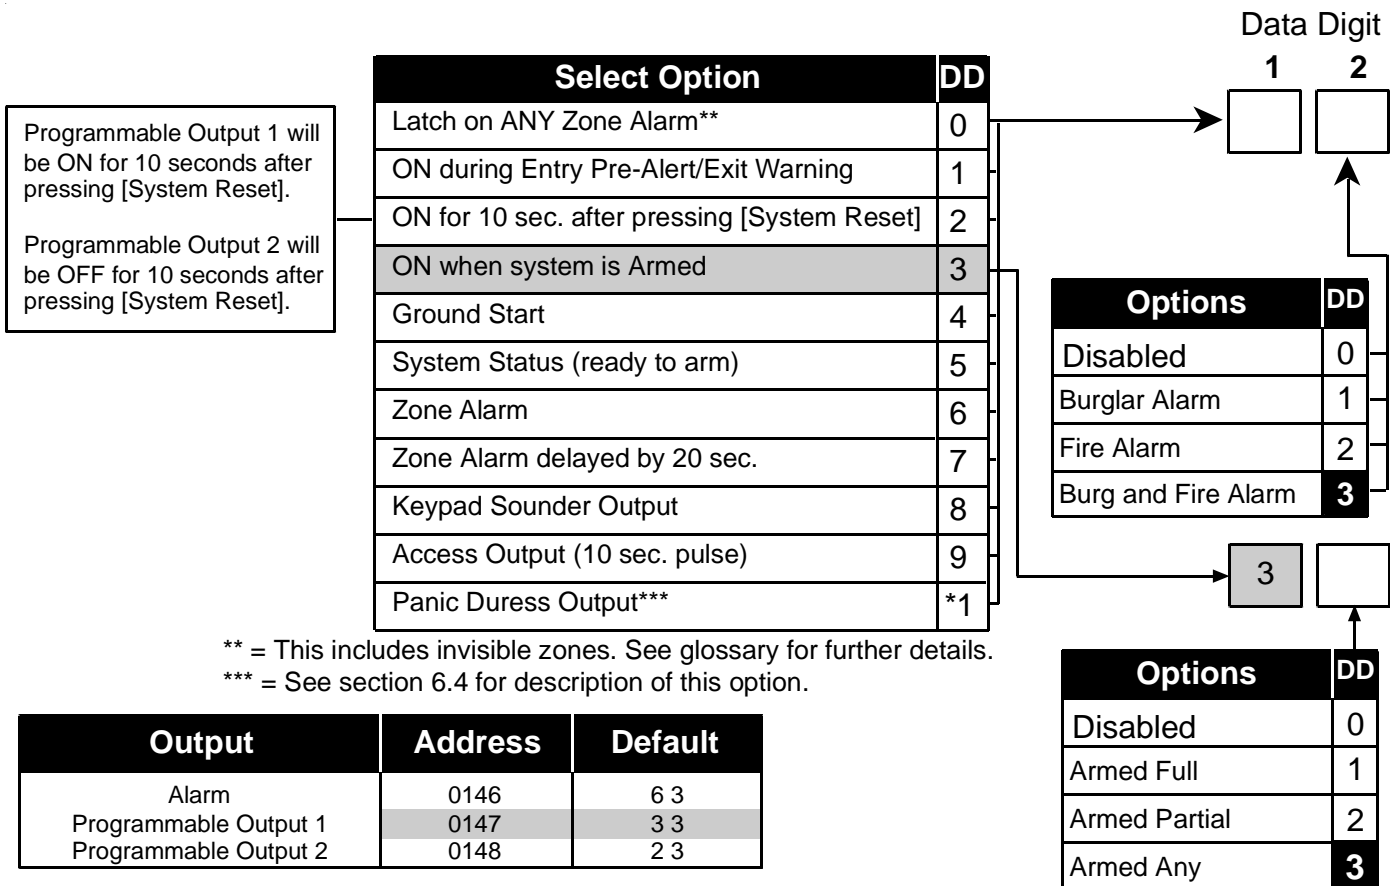 Data Digit
1 2
Programmable Output 1 will
be ON for 10 seconds after
pressing [System Reset].
Programmable Output 2 will
be OFF for 10 seconds after
pressing [System Reset].
Select Option DD
Latch on ANY Zone Alarm** 0
ON during Entry Pre-Alert/Exit Warning 1
ON for 10 sec. after pressing [System Reset] 2
ON when system is Armed 3
Ground Start 4
System Status (ready to arm) 5
Zone Alarm 6
Zone Alarm delayed by 20 sec. 7
Keypad Sounder Output 8
Access Output (10 sec. pulse) 9
Panic Duress Output*** *1
Options DD
Disabled 0
Burglar Alarm 1
Fire Alarm 2
Burg and Fire Alarm 3
3
** = This includes invisible zones. See glossary for further details.
*** = See section 6.4 for description of this option.
Output Address Default
Alarm 0146 6 3
Programmable Output 1 0147 3 3
Programmable Output 2 0148 2 3
Options DD
Disabled 0
Armed Full 1
Armed Partial 2
Armed Any 3